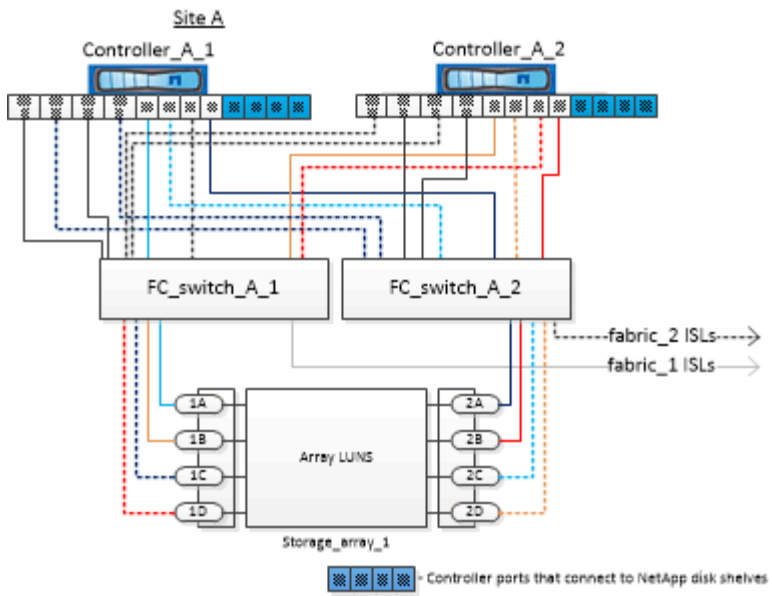 Site A
Controller_A_1
Controller_A_2
FC_switch_A_1
FC_switch_A_2
fabric_2 ISLs
fabric_1 ISLs
1A
2A
1B
2B
Array LUNS
1C
2C
1D
2D
Storage_array_1
- Controller ports that connect to NetApp disk shelves